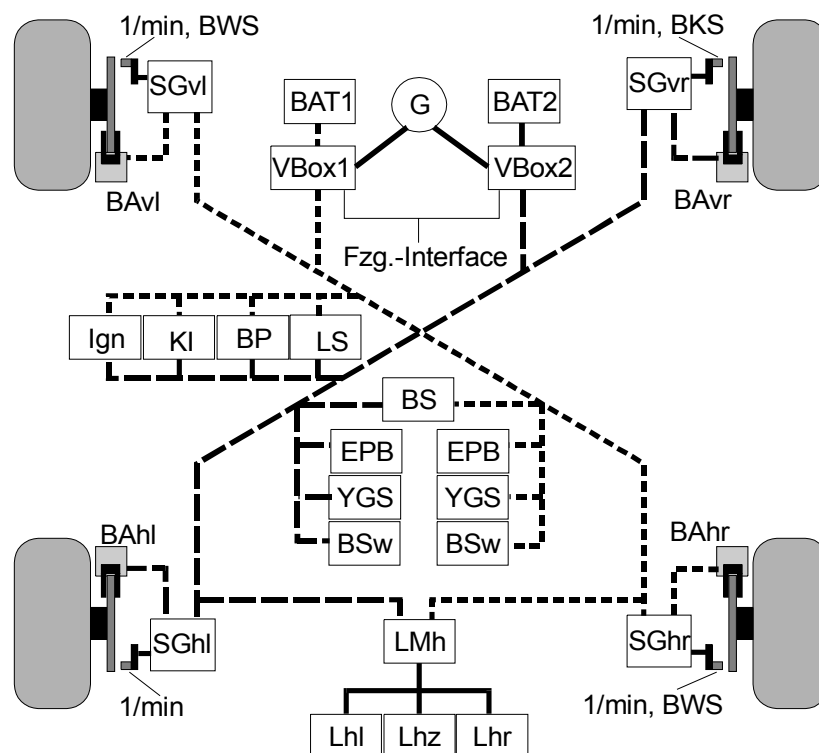 1/min, BWS
1/min, BKS
SGvl
BAT1
G
BAT2
SGvr
VBox1
VBox2
BAvl
BAvr
Fzg.-Interface
Ign
KI
BP
LS
BS
EPB
EPB
YGS
YGS
BSw
BSw
BAhl
BAhr
SGhl
LMh
SGhr
1/min
1/min, BWS
Lhl
Lhz
Lhr